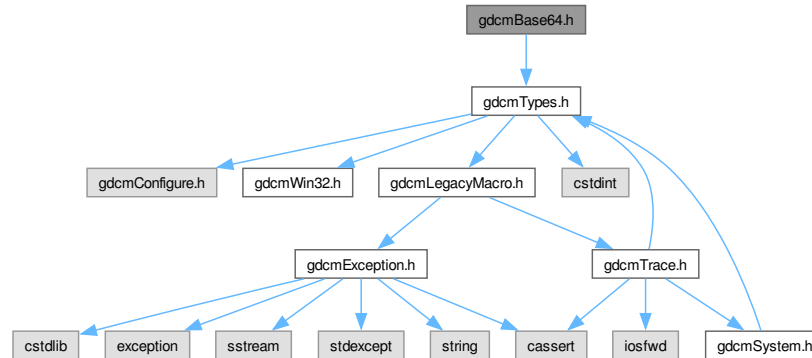 gdcmBase64.h
gdcmTypes.h
gdcmConfigure.h
gdcmWin32.h
gdcmLegacyMacro.h
cstdint
gdcmException.h
gdcmTrace.h
cstdlib
exception
sstream
stdexcept
string
cassert
iosfwd
gdcmSystem.h